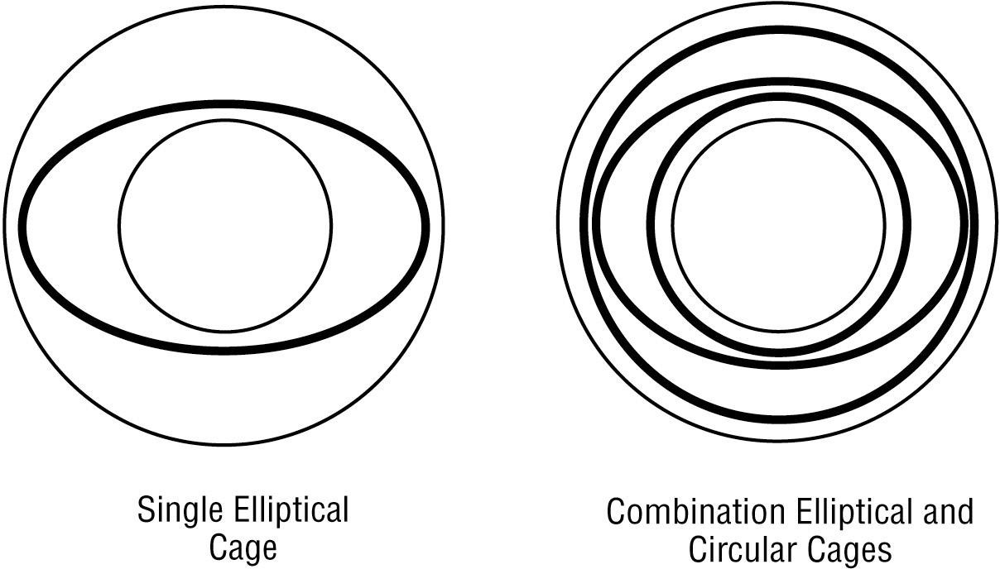 Single Elliptical
Cage
Combination Elliptical and
Circular Cages